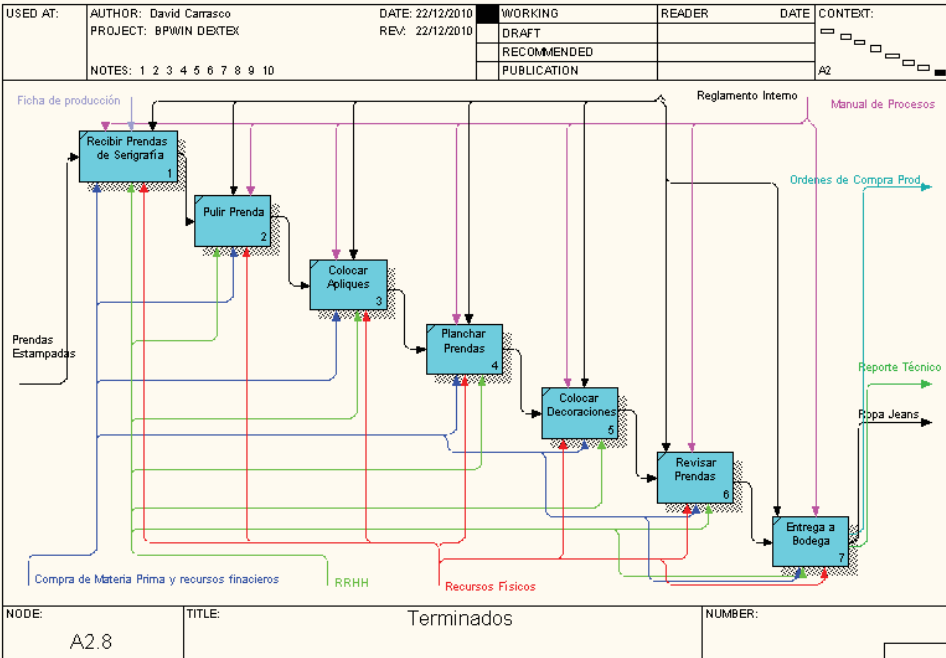 USED AT:
AUTHOR: David Carrasco
DATE: 22/12/2010
PROJECT: BPWIN DEXTEX
REV: 22/12/2010
NOTES: 1 2 3 4 5 6 7 8 9 10
WORKING
DRAFT
RECOMMENDED
PUBLICATION
READER
DATE
CONTEXT:
A2
Ficha de producción
Reglamento Interno
Manual de Procesos
Recibir Prendas
de Serigrafía
1
Pulir Prenda
2
Colocar
Apliques
3
Planchar
Prendas
4
Colocar
Decoraciones
5
Revisar
Prendas
6
Entrega a
Bodega
7
Prendas
Estampadas
Ordenes de Compra Prod.
Reporte Técnico
Ropa Jeans
Compra de Materia Prima y recursos finacieros
RRHH
Recursos Físicos
NODE:
A2.8
TITLE:
Terminados
NUMBER: